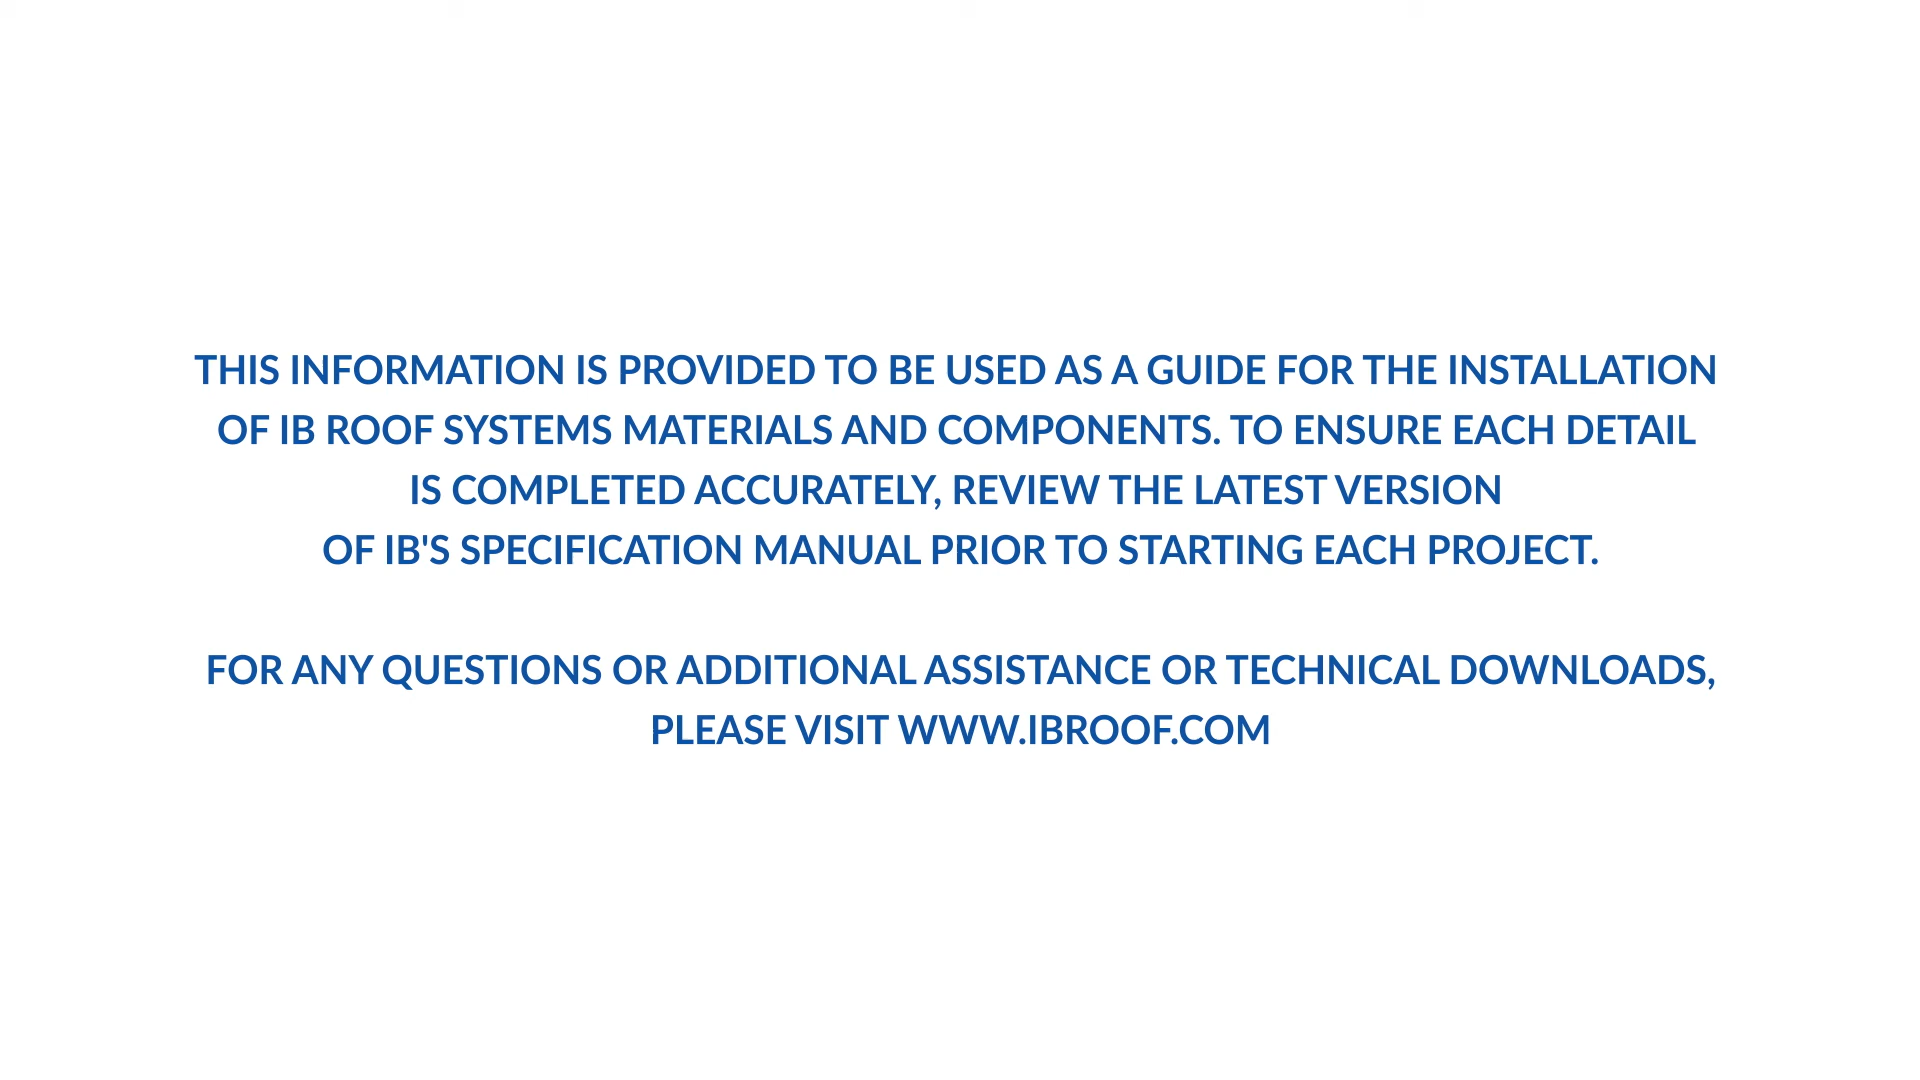 THIS INFORMATION IS PROVIDED TO BE USED AS A GUIDE FOR THE INSTALLATION
OF IB ROOF SYSTEMS MATERIALS AND COMPONENTS. TO ENSURE EACH DETAIL
IS COMPLETED ACCURATELY, REVIEW THE LATEST VERSION
OF IB'S SPECIFICATION MANUAL PRIOR TO STARTING EACH PROJECT.
FOR ANY QUESTIONS OR ADDITIONAL ASSISTANCE OR TECHNICAL DOWNLOADS,
PLEASE VISIT WWW.IBROOF.COM